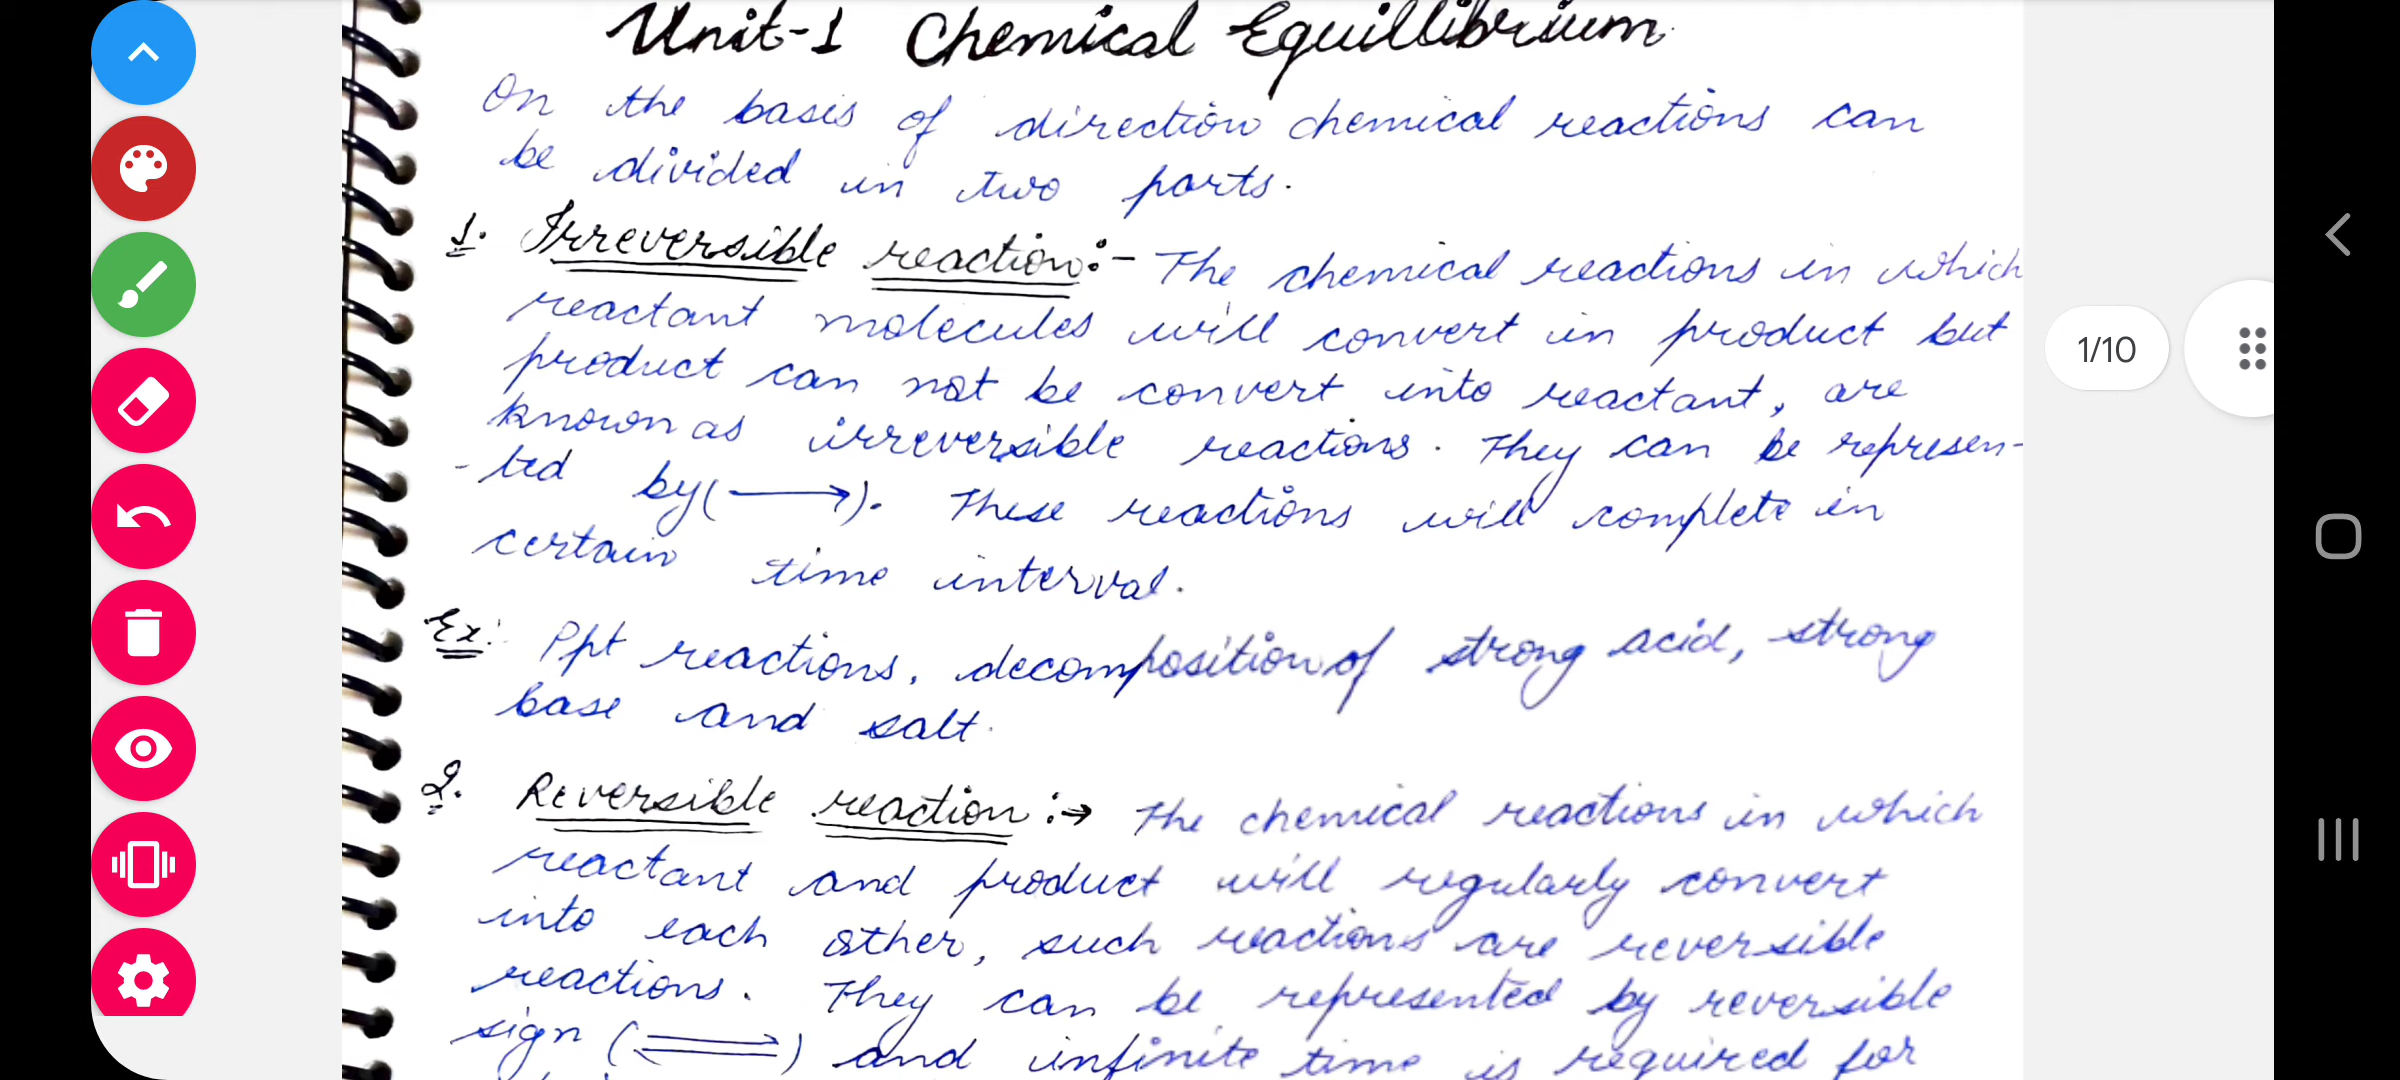 Unit-1 Chemical Equillibrium
On the basis of direction chemical reactions can
be divided in two parts.
1. Irreversible reaction:- The chemical reactions in which
reactant molecules will convert in product but
product can not be convert into reactant, are
known as irreversible reactions. They can be represen-
-ted by(⟶). These reactions will complete in
certain time interval.
Ex: Ppt reactions, decomposition of strong acid, strong
base and salt.
2. Reversible reaction:→ The chemical reactions in which
reactant and product will regularly convert
into each other, such reactions are reversible
reactions. They can be represented by reversible
sign (⇌) and infinite time is required for
1/10